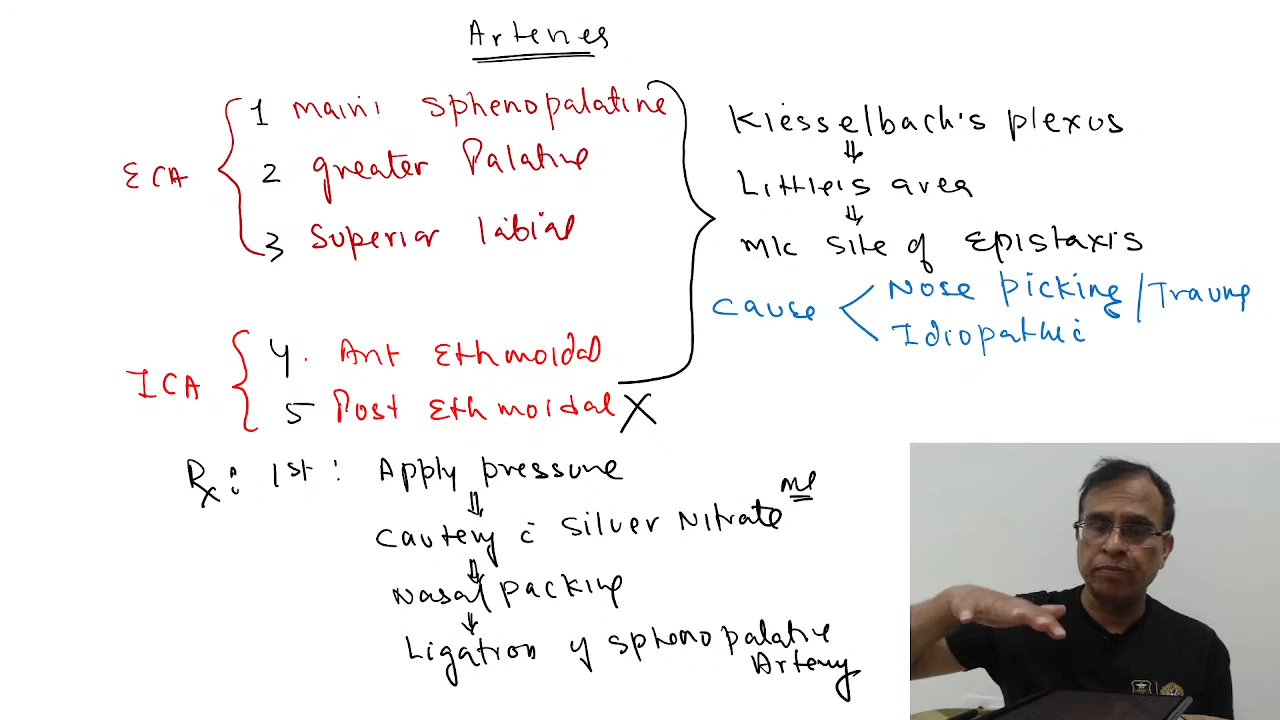 Arteries
ECA
1 main: sphenopalatine
2 greater Palatine
3 Superior labial
ICA
4. Ant Ethmoidal
5 Post Ethmoidal X
Kiesselbach's plexus
⇓
Little's area
⇓
M/c site of Epistaxis
Cause
Nose picking/Trauma
Idiopathic
Rx: 1st: Apply pressure
⇓
Cautery c̄ Silver Nitrate
⇓
Nasal packing
↓
Ligation of sphenopalatine
Artery